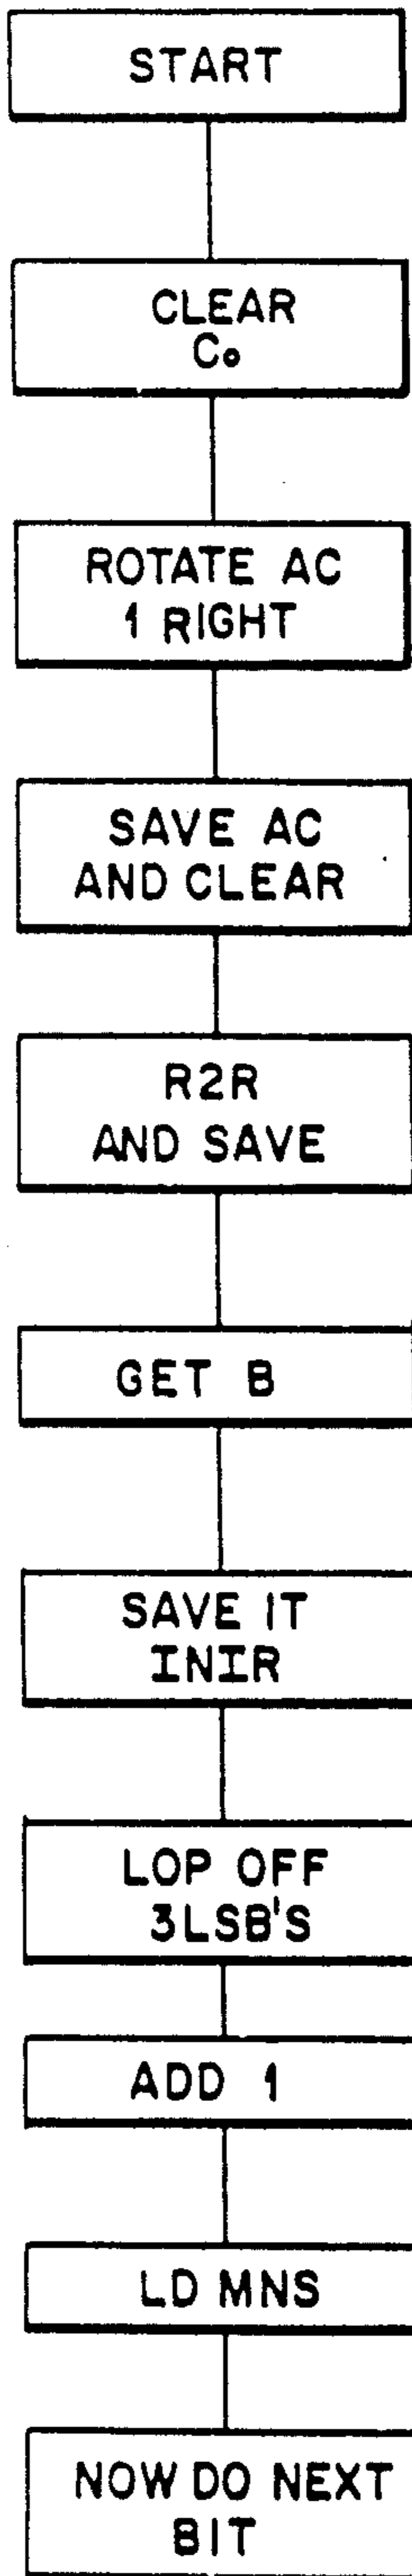 START
CLEAR
Co
ROTATE AC
1 RIGHT
SAVE AC
AND CLEAR
R2R
AND SAVE
GET B
SAVE IT
INIR
LOP OFF
3LSB'S
ADD 1
LD MNS
NOW DO NEXT
BIT